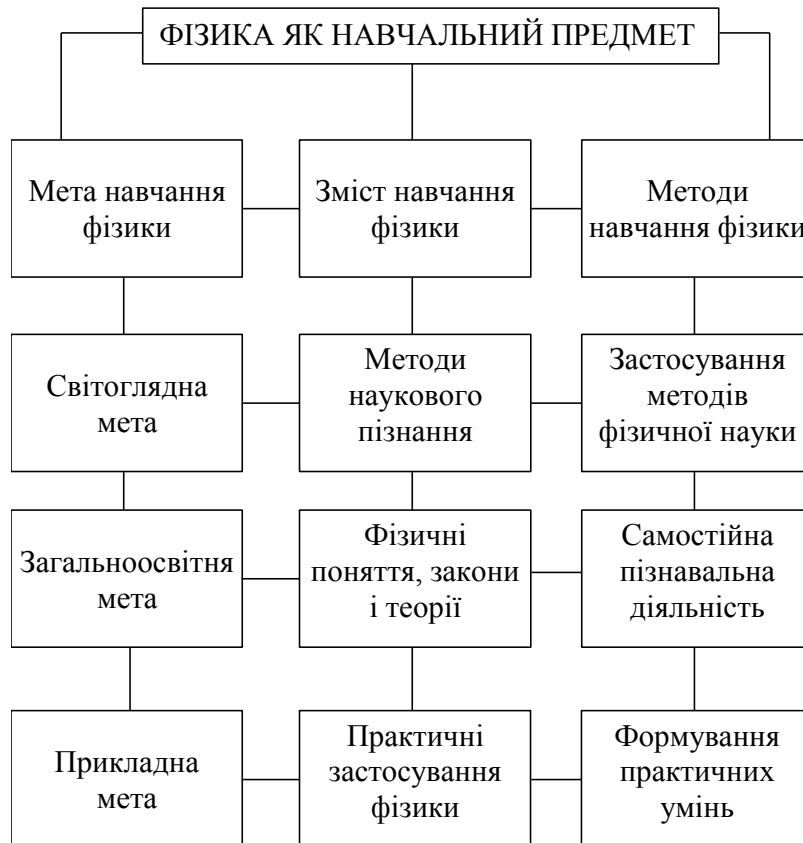 ФІЗИКА ЯК НАВЧАЛЬНИЙ ПРЕДМЕТ
Мета навчання
фізики
Зміст навчання
фізики
Методи
навчання фізики
Світоглядна
мета
Методи
наукового
пізнання
Застосування
методів
фізичної науки
Загальноосвітня
мета
Фізичні
поняття, закони
і теорії
Самостійна
пізнавальна
діяльність
Прикладна
мета
Практичні
застосування
фізики
Формування
практичних
умінь